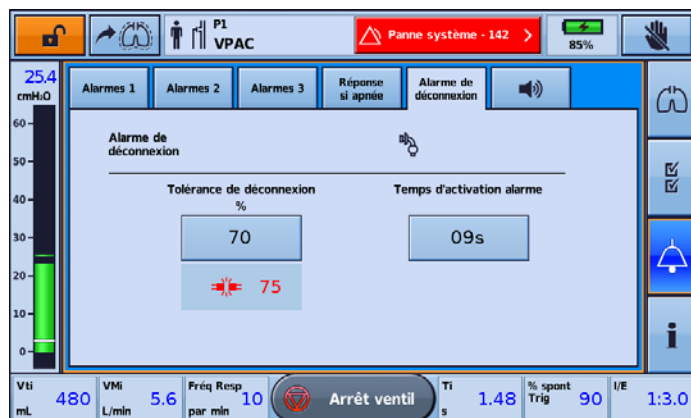 P1
VPAC
Panne système - 142
85%
25.4
cmH2O
Alarmes 1
Alarmes 2
Alarmes 3
Réponse
si apnée
Alarme de
déconnexion
60
50
40
30
20
10
0
Alarme de
déconnexion
Tolérance de déconnexion
%
Temps d'activation alarme
70
09s
75
Vti
480
mL
VMi
5.6
L/min
Fréq Resp
10
par min
Arrêt ventil
Ti
1.48
s
% spont
Trig
90
I/E
1:3.0